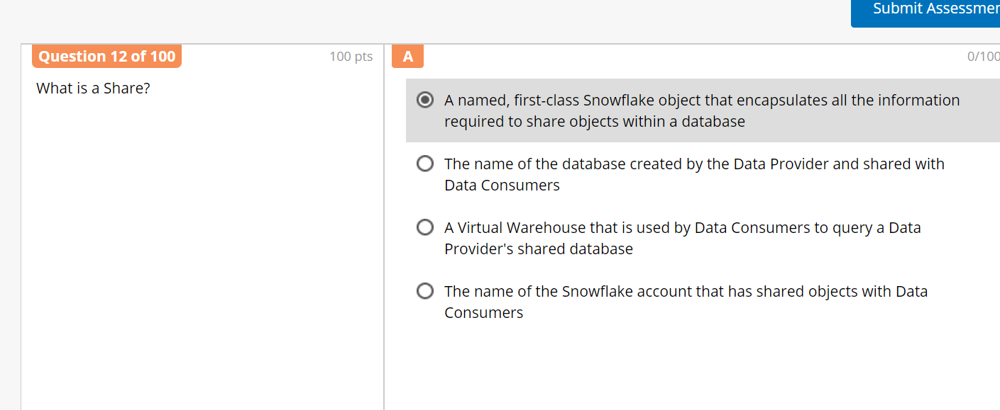 Submit Assessmen
Question 12 of 100
100 pts
A
0/100
What is a Share?
A named, first-class Snowflake object that encapsulates all the information
required to share objects within a database
The name of the database created by the Data Provider and shared with
Data Consumers
A Virtual Warehouse that is used by Data Consumers to query a Data
Provider's shared database
The name of the Snowflake account that has shared objects with Data
Consumers